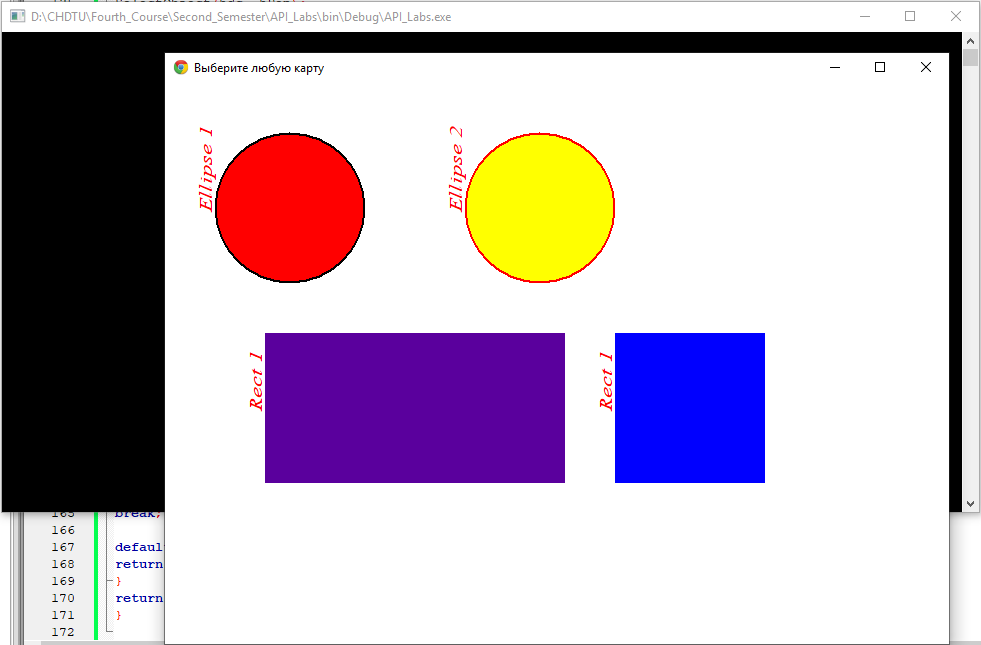 D:\CHDTU\Fourth_Course\Second_Semester\API_Labs\bin\Debug\API_Labs.exe
Выберите любую карту
Ellipse 1
Ellipse 2
Rect 1
Rect 1
165 break;
166
167
168 return
169 }
170 return
171 }
172